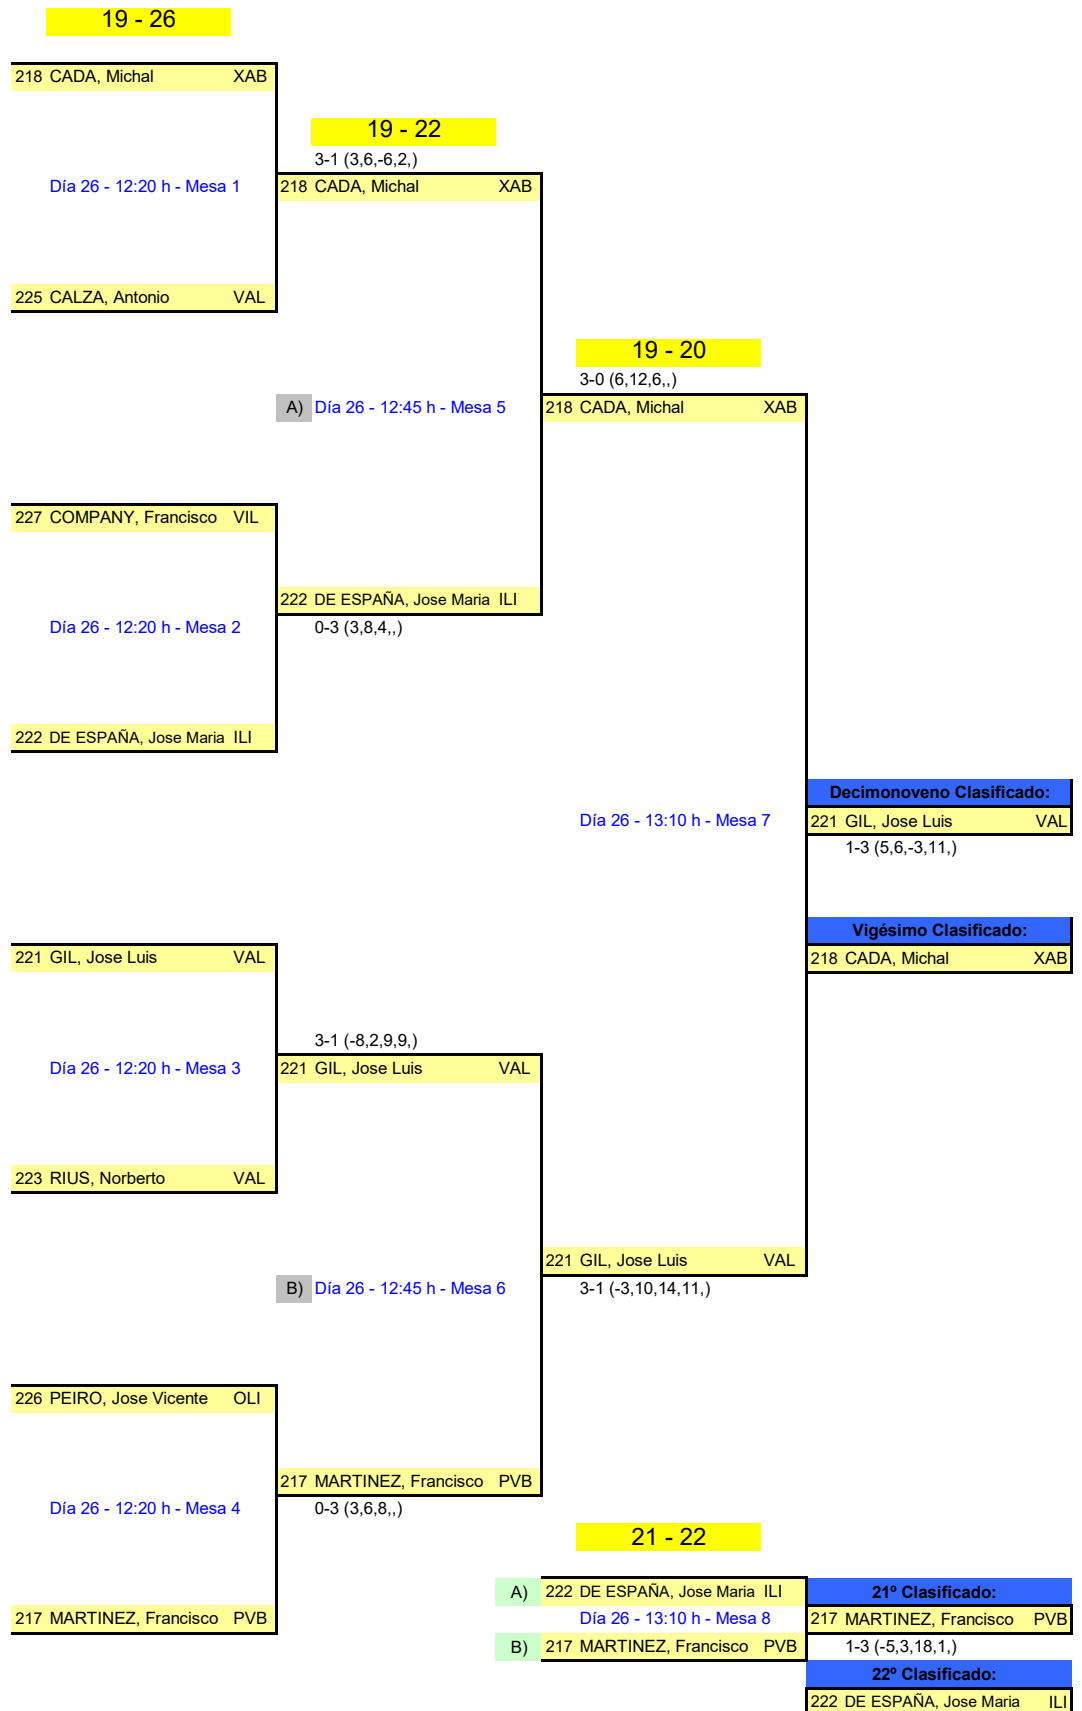 19 - 26
218 CADA, Michal XAB
19 - 22
3-1 (3,6,-6,2,)
Día 26 - 12:20 h - Mesa 1
218 CADA, Michal XAB
225 CALZA, Antonio VAL
19 - 20
3-0 (6,12,6,,)
A) Día 26 - 12:45 h - Mesa 5
218 CADA, Michal XAB
227 COMPANY, Francisco VIL
222 DE ESPAÑA, Jose Maria ILI
Día 26 - 12:20 h - Mesa 2
0-3 (3,8,4,,)
222 DE ESPAÑA, Jose Maria ILI
Decimonoveno Clasificado:
Día 26 - 13:10 h - Mesa 7
221 GIL, Jose Luis VAL
1-3 (5,6,-3,11,)
Vigésimo Clasificado:
221 GIL, Jose Luis VAL
218 CADA, Michal XAB
3-1 (-8,2,9,9,)
Día 26 - 12:20 h - Mesa 3
221 GIL, Jose Luis VAL
223 RIUS, Norberto VAL
221 GIL, Jose Luis VAL
B) Día 26 - 12:45 h - Mesa 6
3-1 (-3,10,14,11,)
226 PEIRO, Jose Vicente OLI
217 MARTINEZ, Francisco PVB
Día 26 - 12:20 h - Mesa 4
0-3 (3,6,8,,)
21 - 22
A) 222 DE ESPAÑA, Jose Maria ILI
21º Clasificado:
217 MARTINEZ, Francisco PVB
Día 26 - 13:10 h - Mesa 8
217 MARTINEZ, Francisco PVB
B) 217 MARTINEZ, Francisco PVB
1-3 (-5,3,18,1,)
22º Clasificado:
222 DE ESPAÑA, Jose Maria ILI